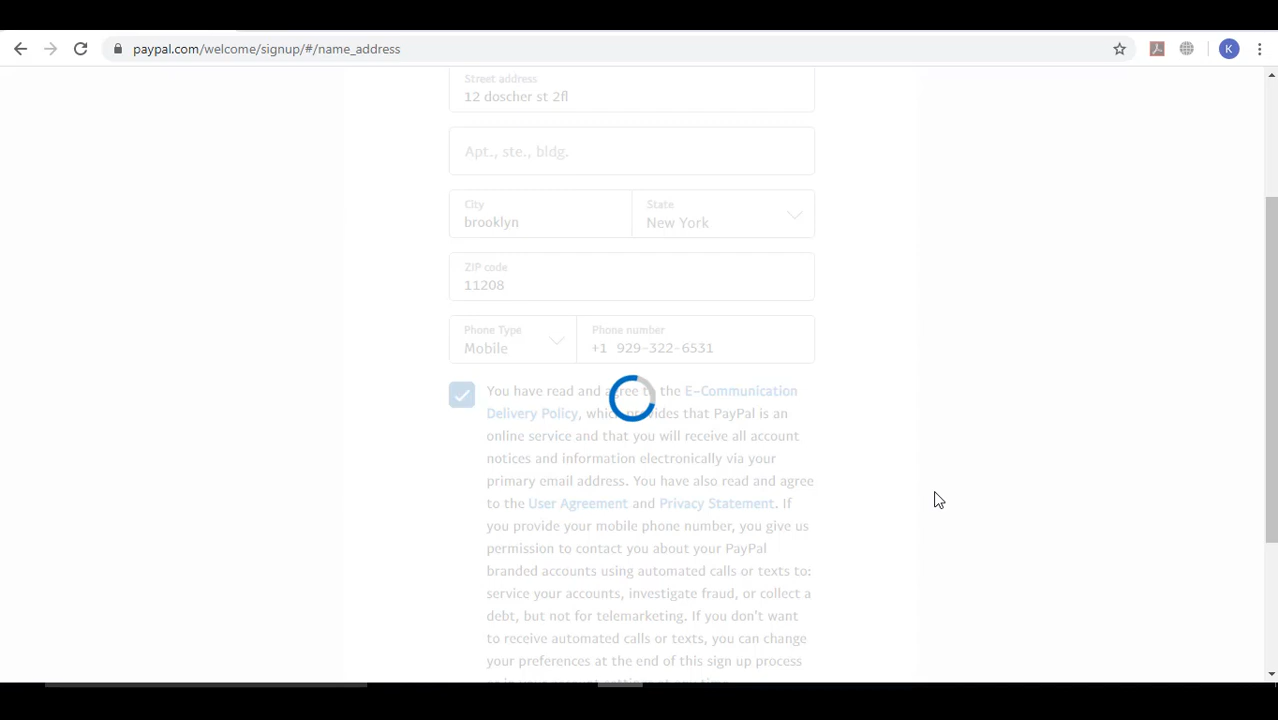 paypal.com/welcome/signup/#/name_address
K
Street address
12 doscher st 2fl
Apt., ste., bldg.
City
brooklyn
State
New York
ZIP code
11208
Phone Type
Mobile
Phone number
+1 929-322-6531
You have read and agree to the E-Communication
Delivery Policy, which provides that PayPal is an
online service and that you will receive all account
notices and information electronically via your
primary email address. You have also read and agree
to the User Agreement and Privacy Statement. If
you provide your mobile phone number, you give us
permission to contact you about your PayPal
branded accounts using automated calls or texts to:
service your accounts, investigate fraud, or collect a
debt, but not for telemarketing. If you don't want
to receive automated calls or texts, you can change
your preferences at the end of this sign up process